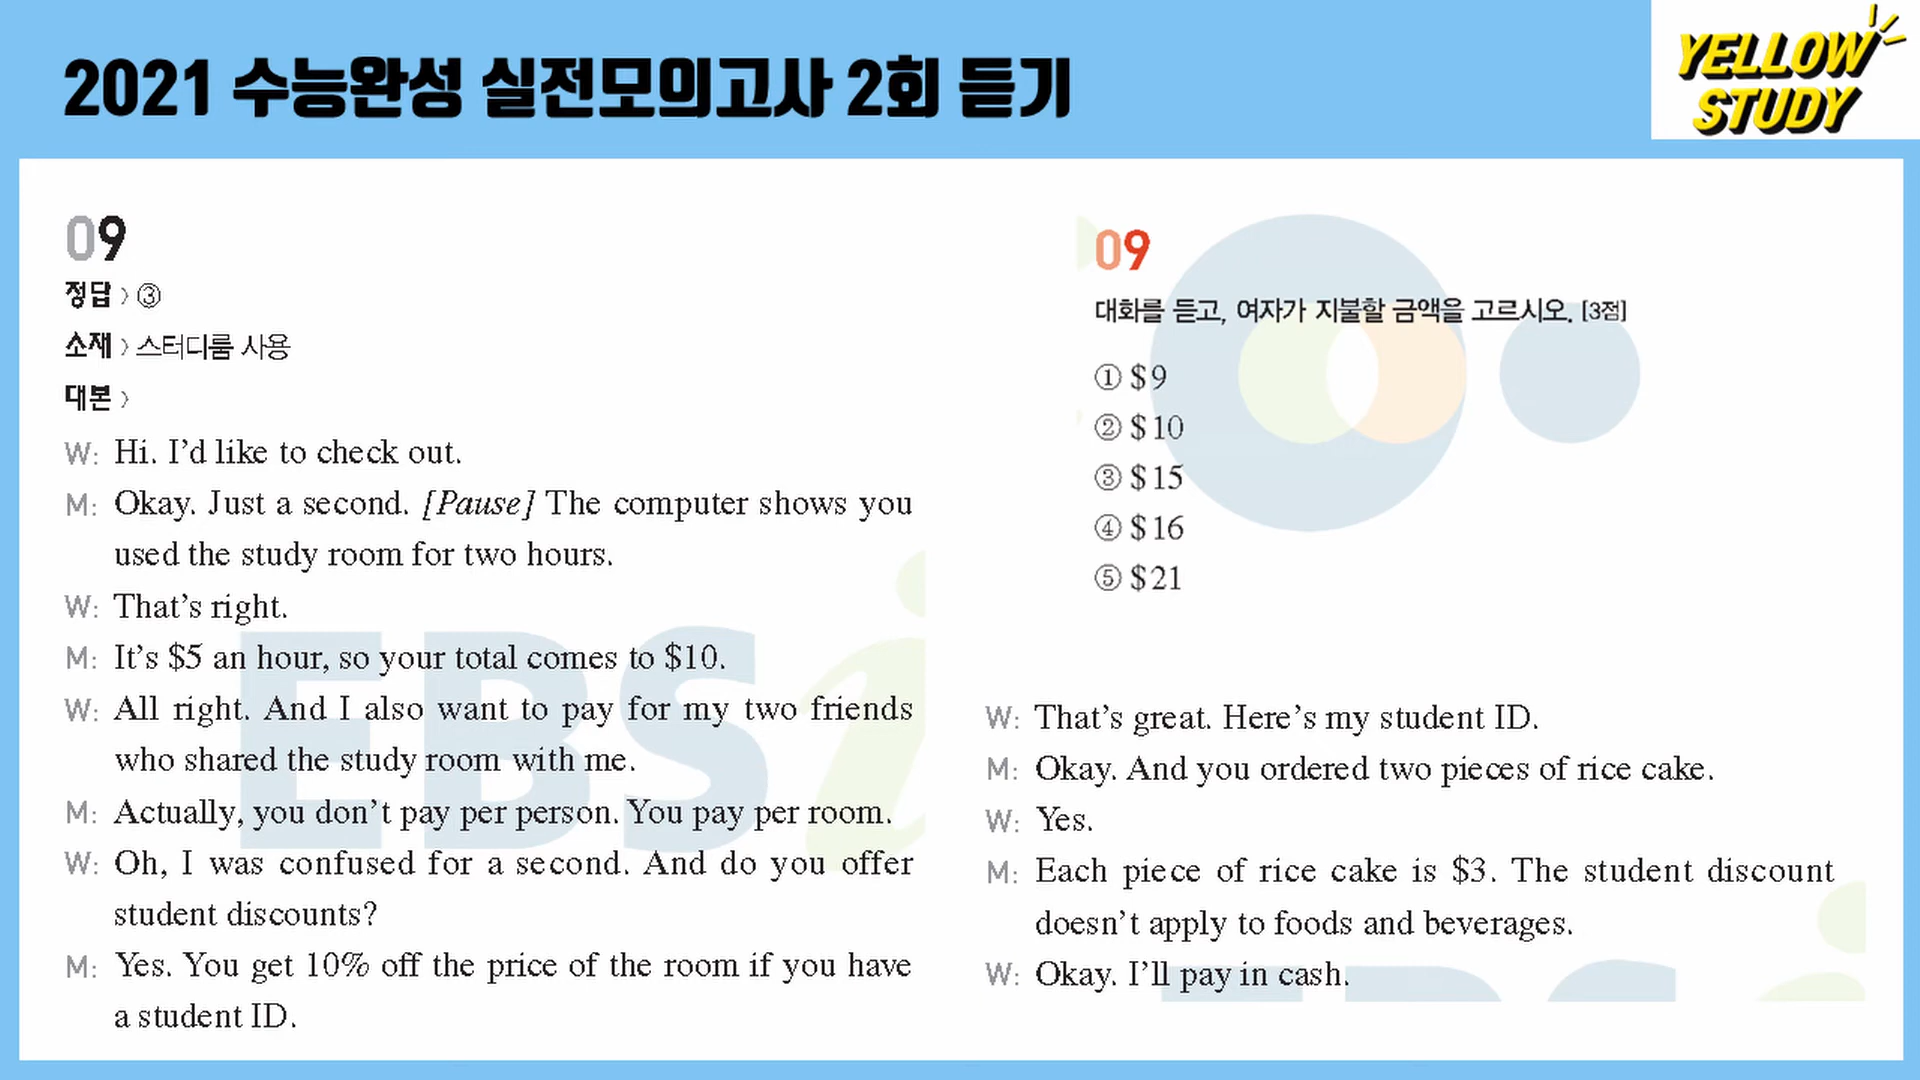 2021 수능완성 실전모의고사 2회 듣기
YELLOW
STUDY
09
정답 > ③
소재 > 스터디룸 사용
대본 >
W: Hi. I'd like to check out.
M: Okay. Just a second. [Pause] The computer shows you
used the study room for two hours.
W: That's right.
M: It's $5 an hour, so your total comes to $10.
W: All right. And I also want to pay for my two friends
who shared the study room with me.
M: Actually, you don't pay per person. You pay per room.
W: Oh, I was confused for a second. And do you offer
student discounts?
M: Yes. You get 10% off the price of the room if you have
a student ID.
EBSi
09
대화를 듣고, 여자가 지불할 금액을 고르시오. [3점]
① $9
② $10
③ $15
④ $16
⑤ $21
W: That's great. Here's my student ID.
M: Okay. And you ordered two pieces of rice cake.
W: Yes.
M: Each piece of rice cake is $3. The student discount
doesn't apply to foods and beverages.
W: Okay. I'll pay in cash.